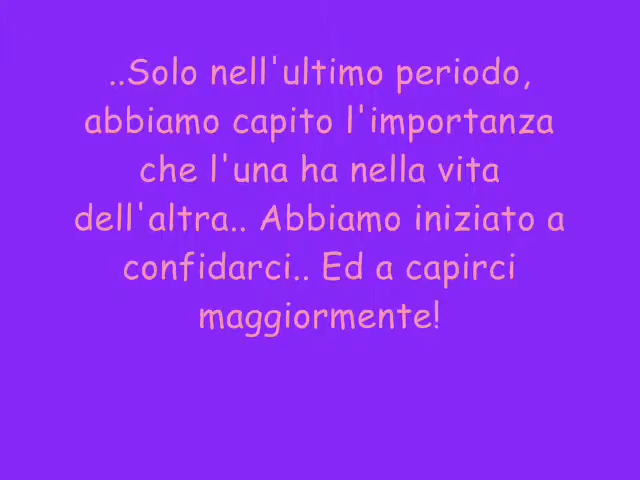 ..Solo nell'ultimo periodo,
abbiamo capito l'importanza
che l'una ha nella vita
dell'altra.. Abbiamo iniziato a
confidarci.. Ed a capirci
maggiormente!